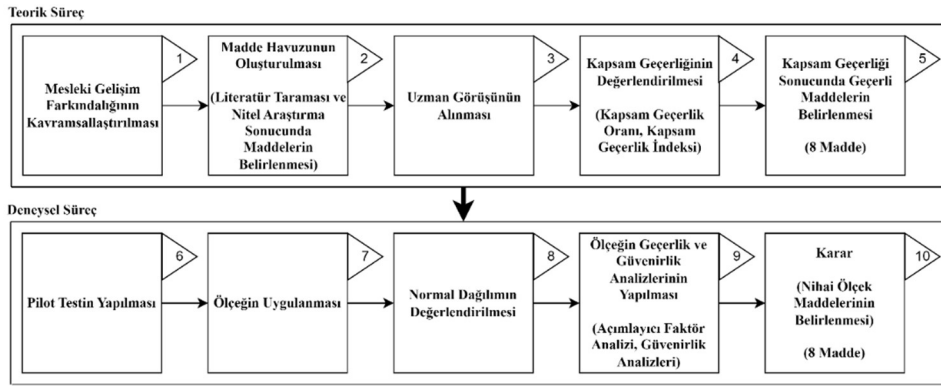 Teorik Süreç
1
Mesleki Gelişim
Farkındalığının
Kavramsallaştırılması
2
Madde Havuzunun
Oluşturulması
(Literatür Taraması ve
Nitel Araştırma
Sonucunda
Maddelerin
Belirlenmesi)
3
Uzman Görüşünün
Alınması
4
Kapsam Geçerliğinin
Değerlendirilmesi
(Kapsam Geçerlik
Oranı, Kapsam
Geçerlik İndeksi)
5
Kapsam Geçerliği
Sonucunda Geçerli
Maddelerin
Belirlenmesi
(8 Madde)
Deneysel Süreç
6
Pilot Testin Yapılması
7
Ölçeğin Uygulanması
8
Normal Dağılımın
Değerlendirilmesi
9
Ölçeğin Geçerlik ve
Güvenirlik
Analizlerinin
Yapılması
(Açımlayıcı Faktör
Analizi, Güvenirlik
Analizleri)
10
Karar
(Nihai Ölçek
Maddelerinin
Belirlenmesi)
(8 Madde)